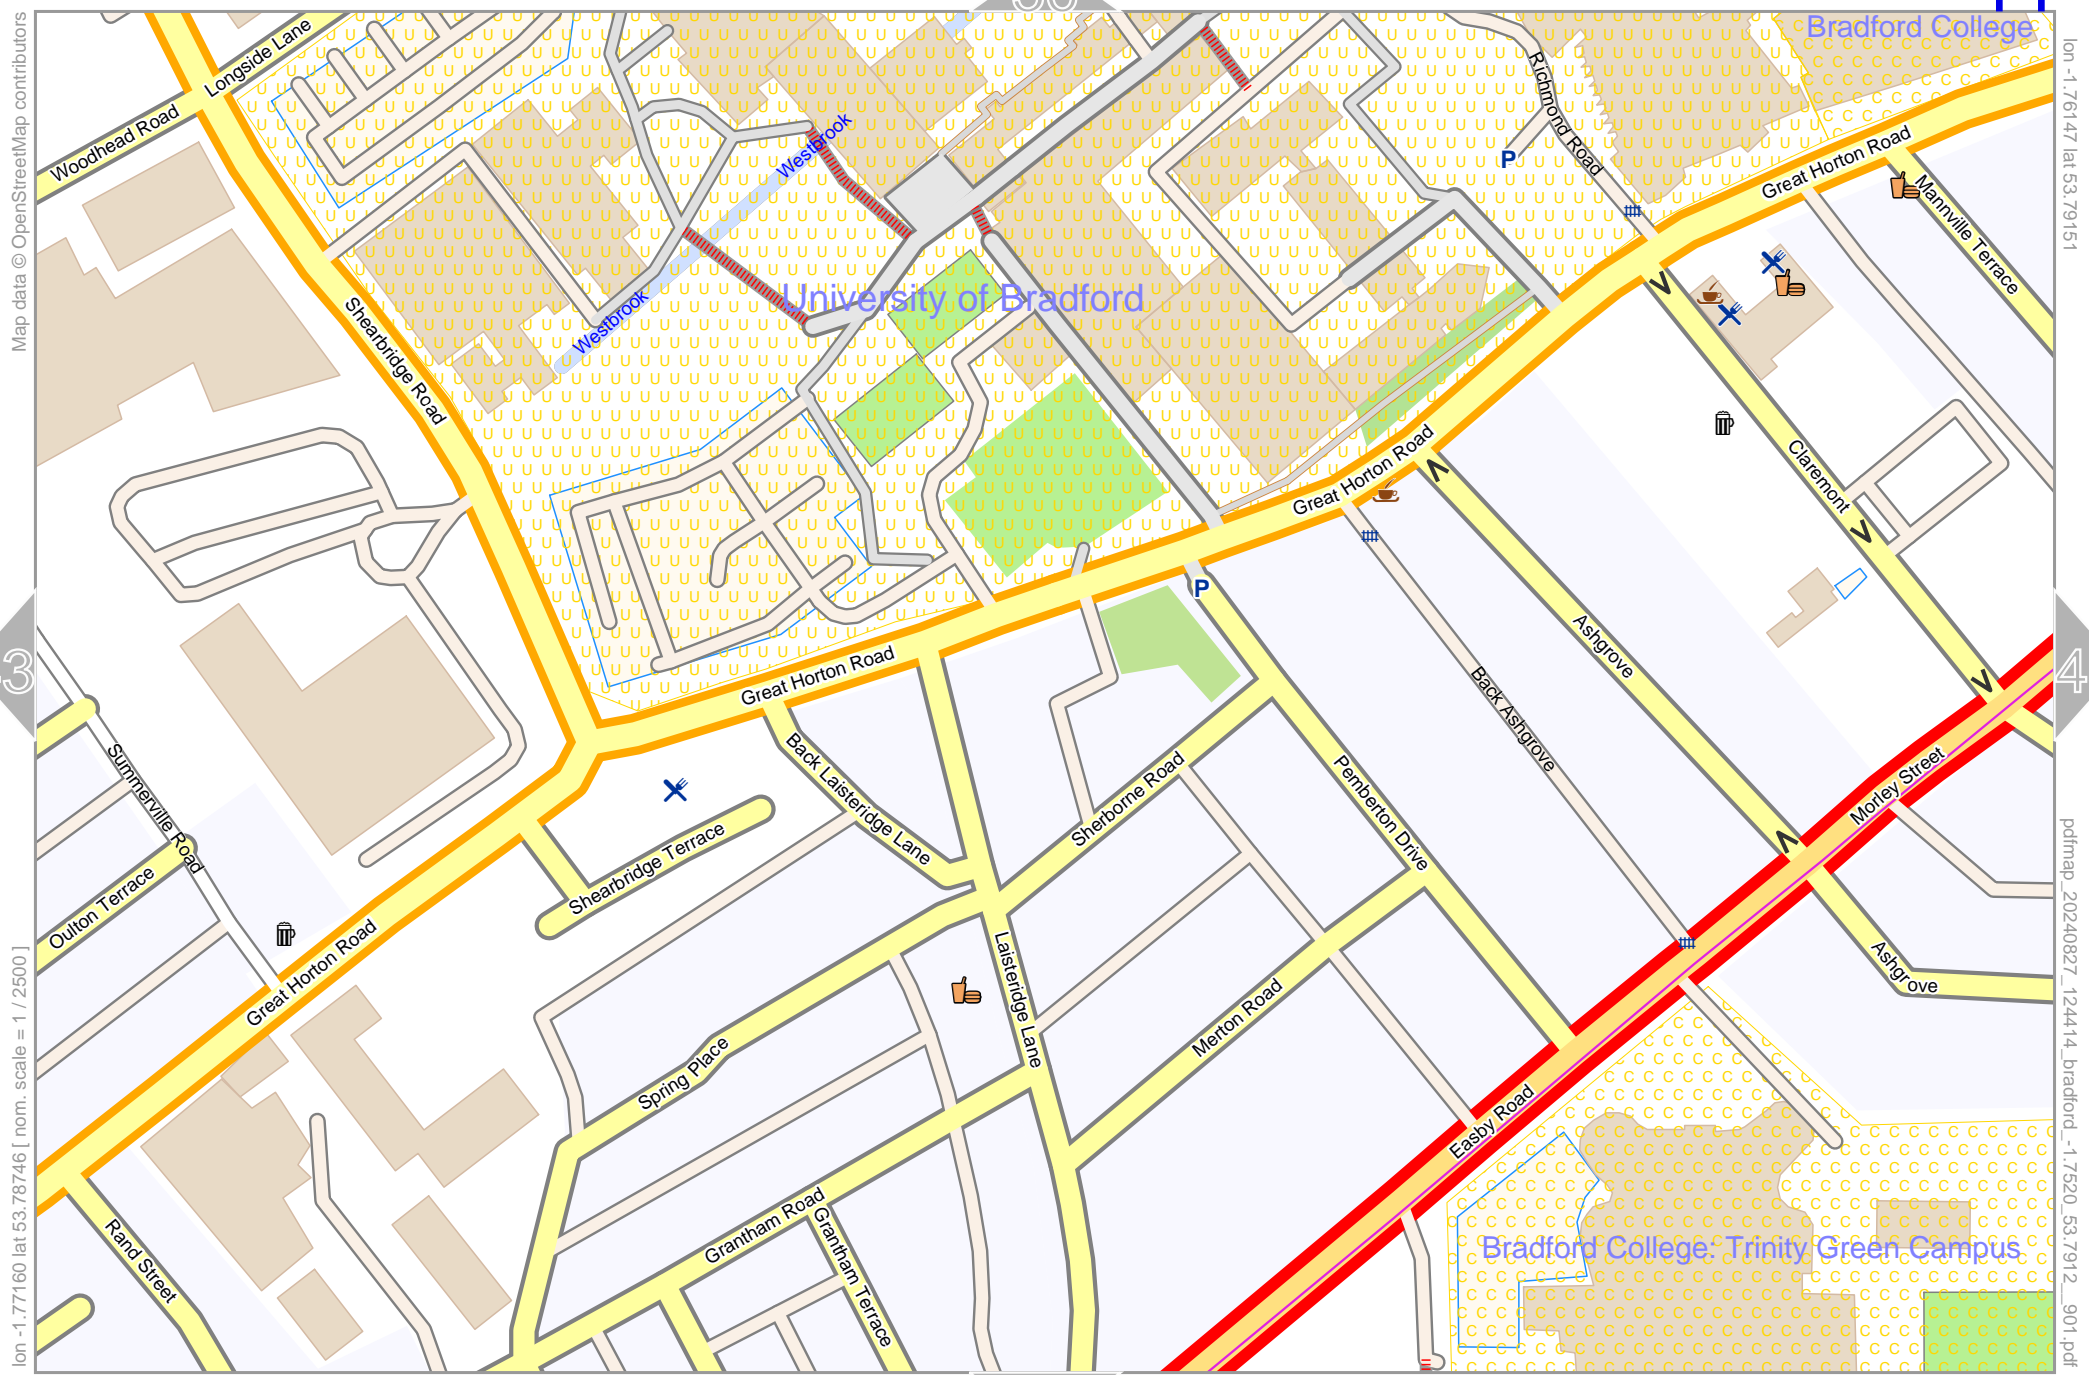 36
Bradford College
Map data © OpenStreetMap contributors
lon -1.76147 lat 53.79151
Longside Lane
Woodhead Road
Westbrook
Richmond Road
P
Great Horton Road
Mannville Terrace
University of Bradford
Westbrook
Shearbridge Road
Great Horton Road
Claremont
P
Ashgrove
Back Ashgrove
3
4
Great Horton Road
Back Laisteridge Lane
Sherborne Road
Pemberton Drive
Morley Street
Summerville Road
Shearbridge Terrace
Oulton Terrace
Great Horton Road
Laisteridge Lane
Ashgrove
Merton Road
Spring Place
Easby Road
Grantham Road
Grantham Terrace
Rand Street
Bradford College: Trinity Green Campus
lon -1.77160 lat 53.78746 [ nom. scale = 1 / 2500 ]
pdfmap_20240827_124414_bradford_-1.7520_53.7912__901.pdf